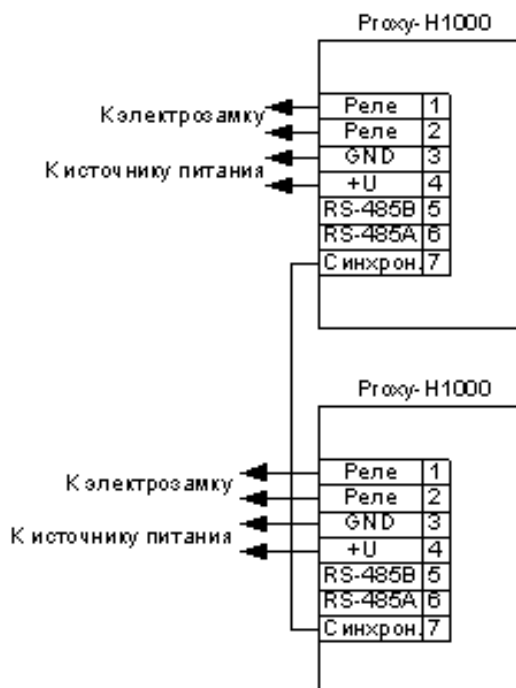 Proxy-H1000
К электрозамку
Реле 1
Реле 2
К источнику питания
GND 3
+U 4
RS-485B 5
RS-485A 6
Синхрон. 7
Proxy-H1000
К электрозамку
Реле 1
Реле 2
К источнику питания
GND 3
+U 4
RS-485B 5
RS-485A 6
Синхрон. 7